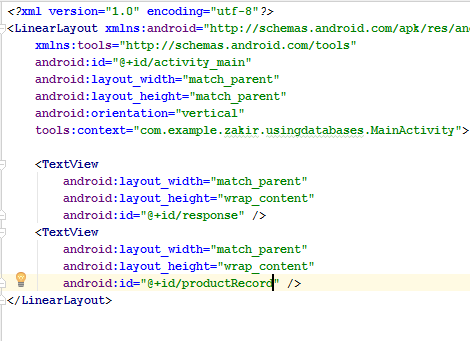 <?xml version="1.0" encoding="utf-8"?>
<LinearLayout xmlns:android="http://schemas.android.com/apk/res/an
xmlns:tools="http://schemas.android.com/tools"
android:id="@+id/activity_main"
android:layout_width="match_parent"
android:layout_height="match_parent"
android:orientation="vertical"
tools:context="com.example.zakir.usingdatabases.MainActivity">
<TextView
android:layout_width="match_parent"
android:layout_height="wrap_content"
android:id="@+id/response" />
<TextView
android:layout_width="match_parent"
android:layout_height="wrap_content"
android:id="@+id/productRecord" />
</LinearLayout>